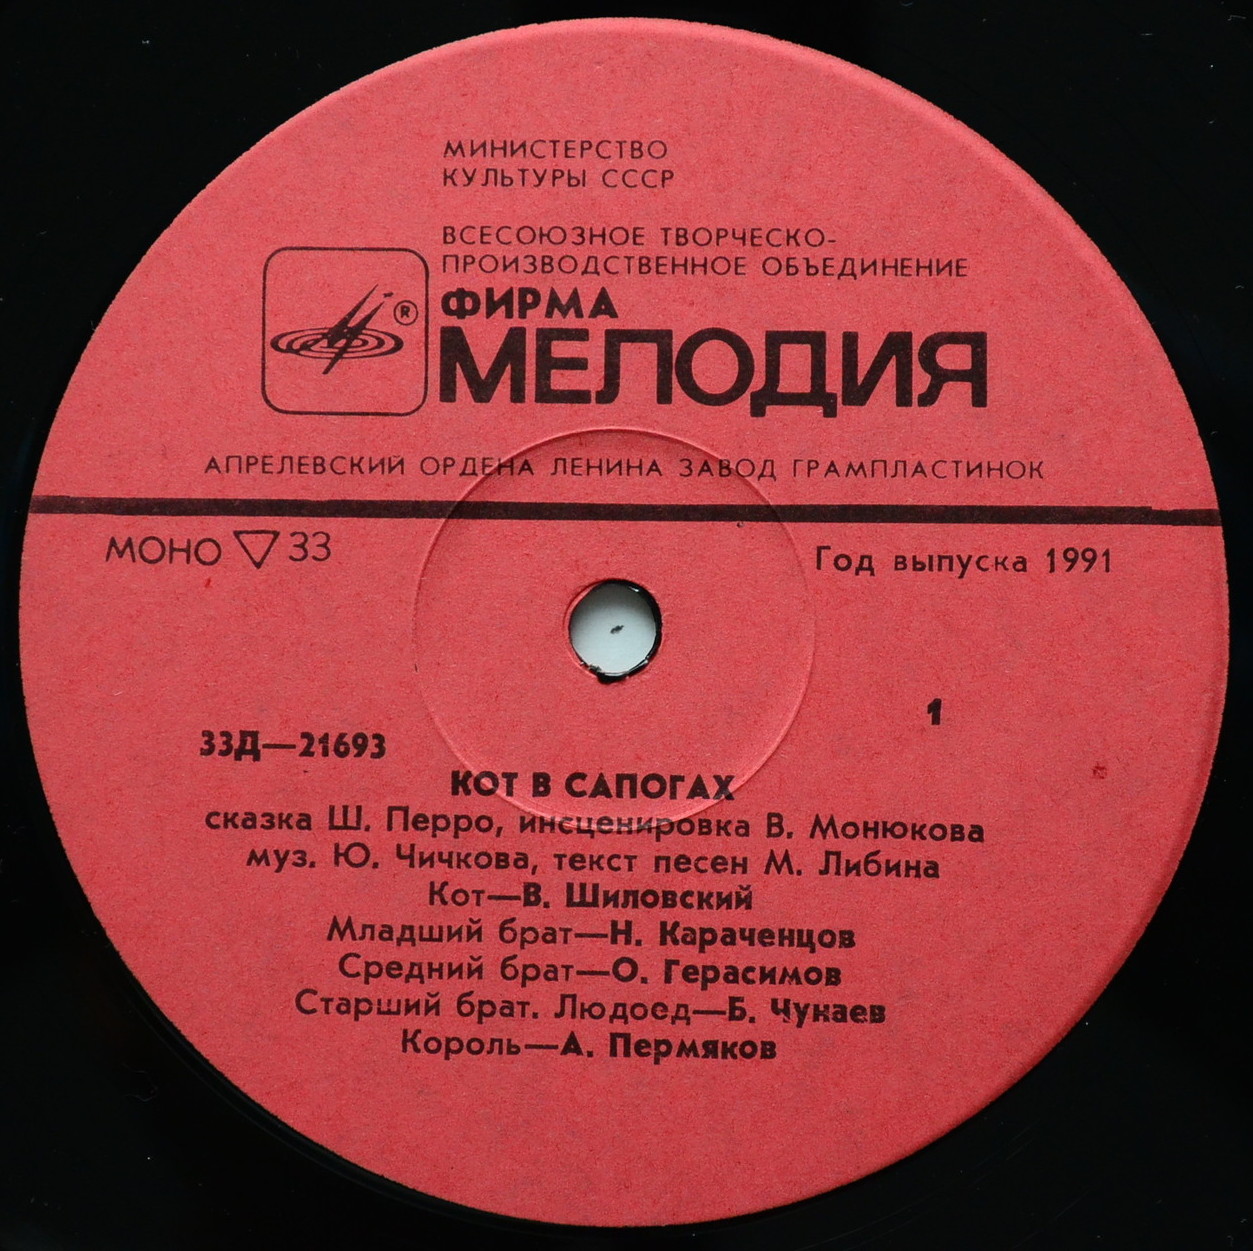 МИНИСТЕРСТВО
КУЛЬТУРЫ СССР
ВСЕСОЮЗНОЕ ТВОРЧЕСКО-
ПРОИЗВОДСТВЕННОЕ ОБЪЕДИНЕНИЕ
ФИРМА
МЕЛОДИЯ
®
АПРЕЛЕВСКИЙ ОРДЕНА ЛЕНИНА ЗАВОД ГРАМПЛАСТИНОК
МОНО ▽ 33
Год выпуска 1991
1
33Д—21693
КОТ В САПОГАХ
сказка Ш. Перро, инсценировка В. Монюкова
муз. Ю. Чичкова, текст песен М. Либина
Кот—В. Шиловский
Младший брат—Н. Караченцов
Средний брат—О. Герасимов
Старший брат. Людоед—Б. Чунаев
Король—А. Пермяков